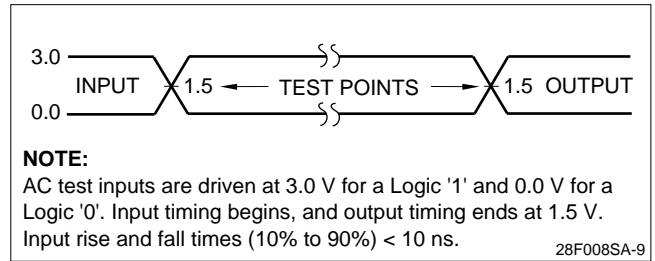 3.0
INPUT 1.5 TEST POINTS 1.5 OUTPUT
0.0
NOTE:
AC test inputs are driven at 3.0 V for a Logic '1' and 0.0 V for a
Logic '0'. Input timing begins, and output timing ends at 1.5 V.
Input rise and fall times (10% to 90%) < 10 ns.
28F008SA-9